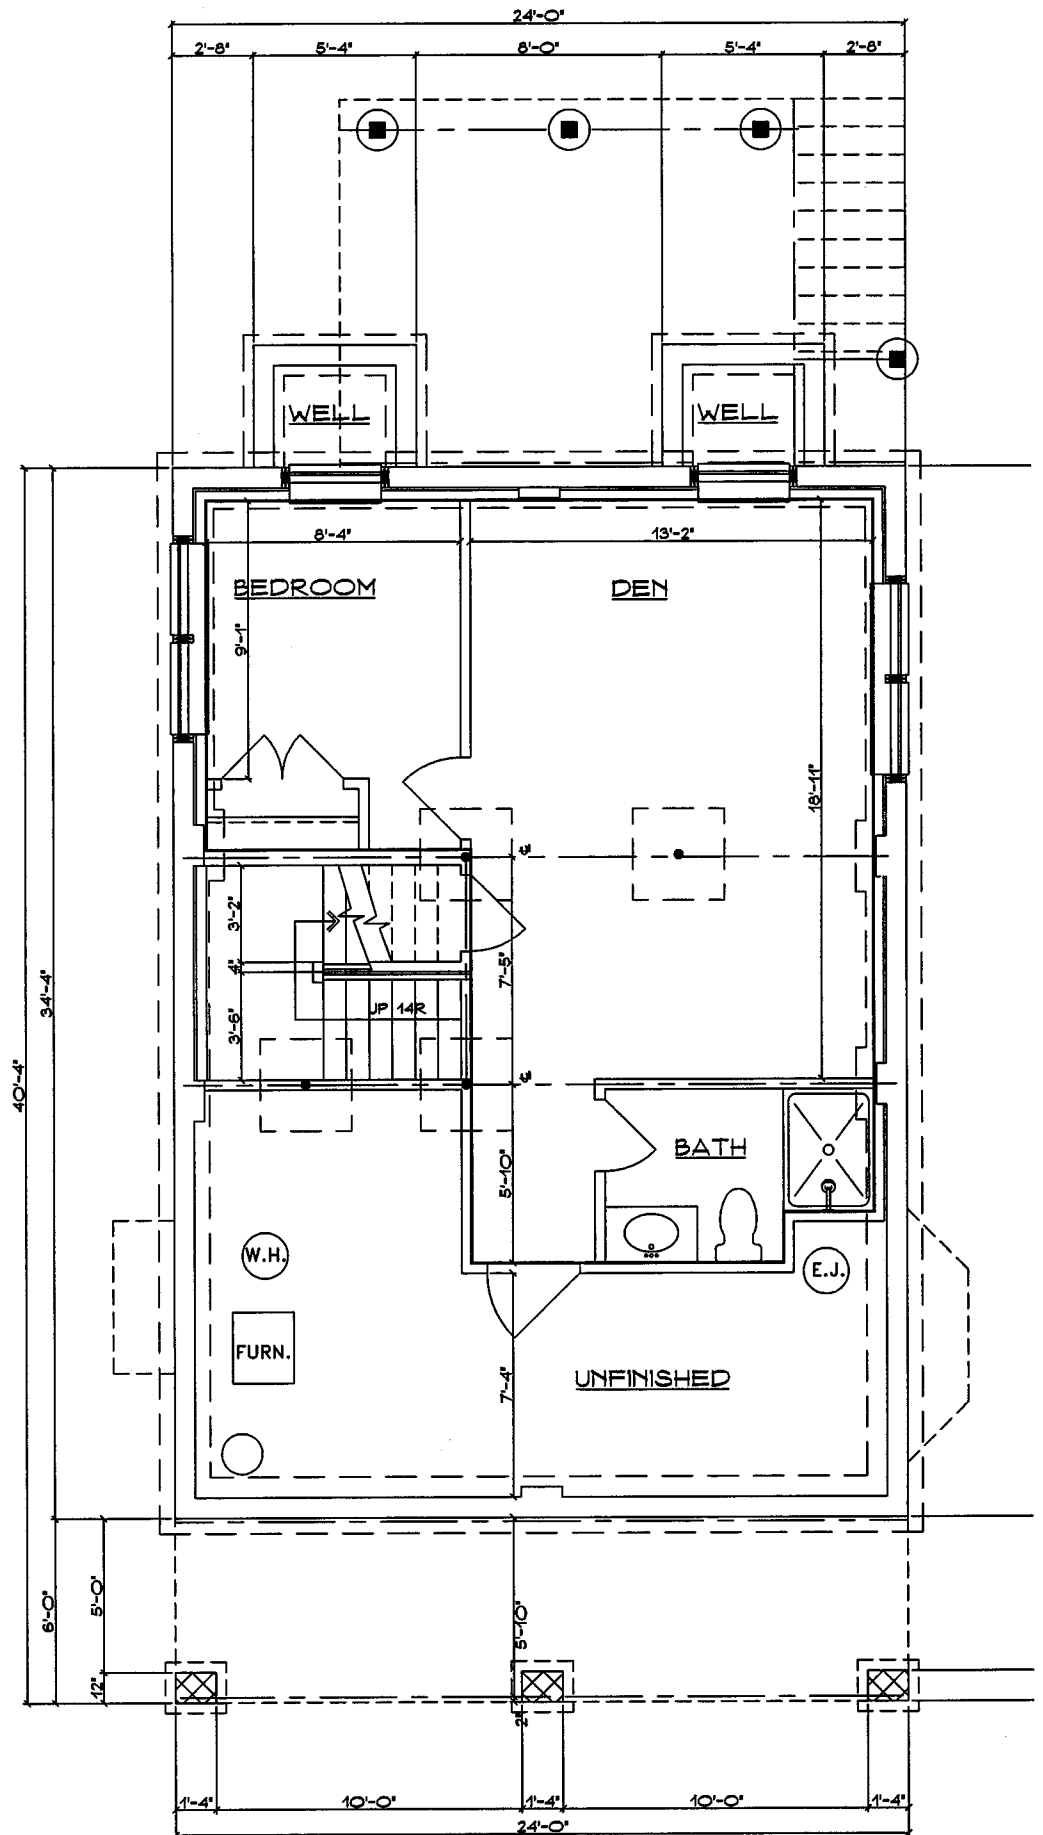 24'-0"
2'-8" 5'-4" 8'-0" 5'-4" 2'-8"
WELL WELL
8'-4" 13'-2"
BEDROOM DEN
9'-1"
18'-11"
3'-2"
4"
7'-5"
34'-4"
UP 14R
3'-6"
40'-4"
BATH
5'-10"
W.H.
E.J.
FURN.
UNFINISHED
7'-4"
5'-0"
6'-0"
5'-10"
12"
2"
1'-4" 10'-0" 1'-4" 10'-0" 1'-4"
24'-0"